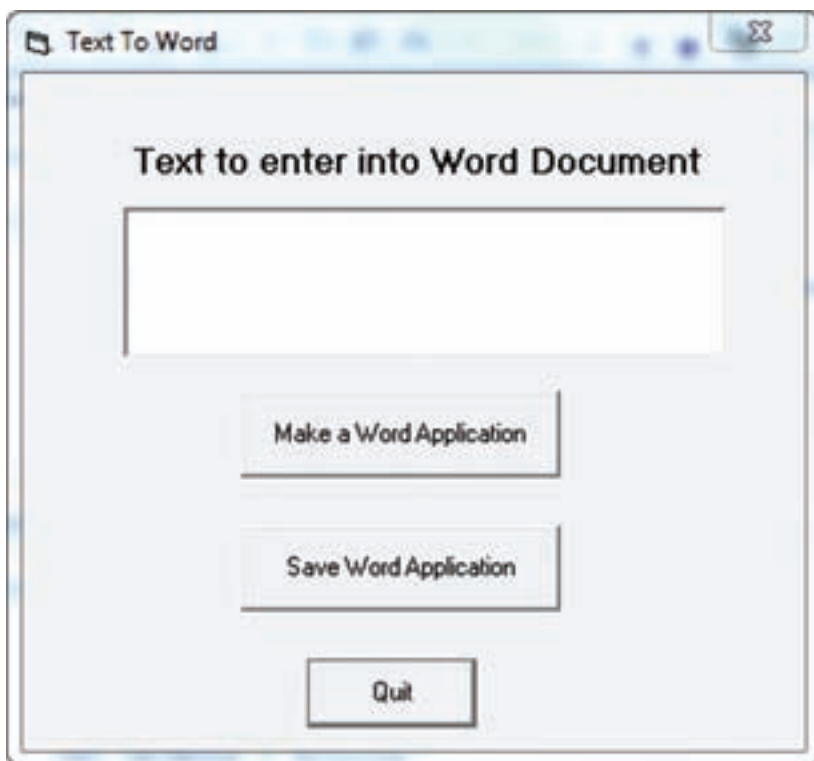 Text To Word
Text to enter into Word Document
Make a Word Application
Save Word Application
Quit